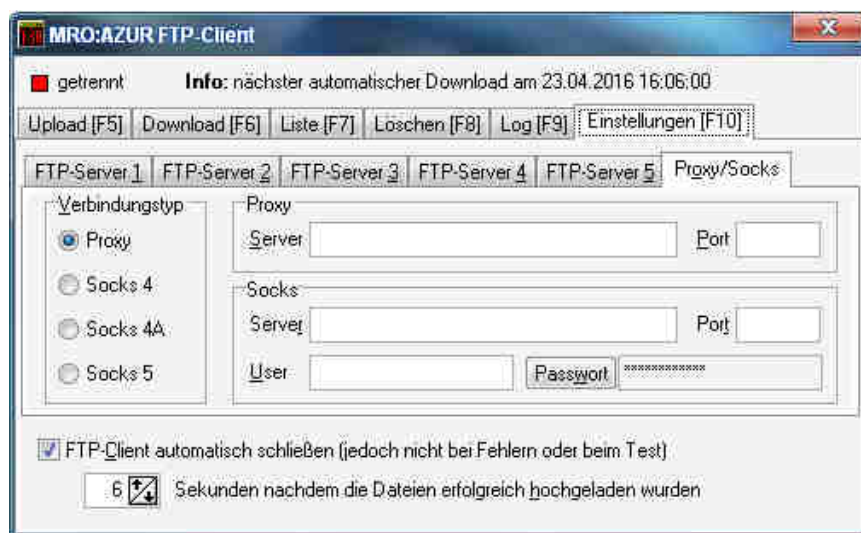 MRO:AZUR FTP-Client
getrennt Info: nächster automatischer Download am 23.04.2016 16:06:00
Upload [F5] Download [F6] Liste [F7] Löschen [F8] Log [F9] Einstellungen [F10]
FTP-Server 1 FTP-Server 2 FTP-Server 3 FTP-Server 4 FTP-Server 5 Proxy/Socks
Verbindungstyp
Proxy
Socks 4
Socks 4A
Socks 5
Proxy
Server Port
Socks
Server Port
User Passwort ************
FTP-Client automatisch schließen (jedoch nicht bei Fehlern oder beim Test)
6 Sekunden nachdem die Dateien erfolgreich hochgeladen wurden